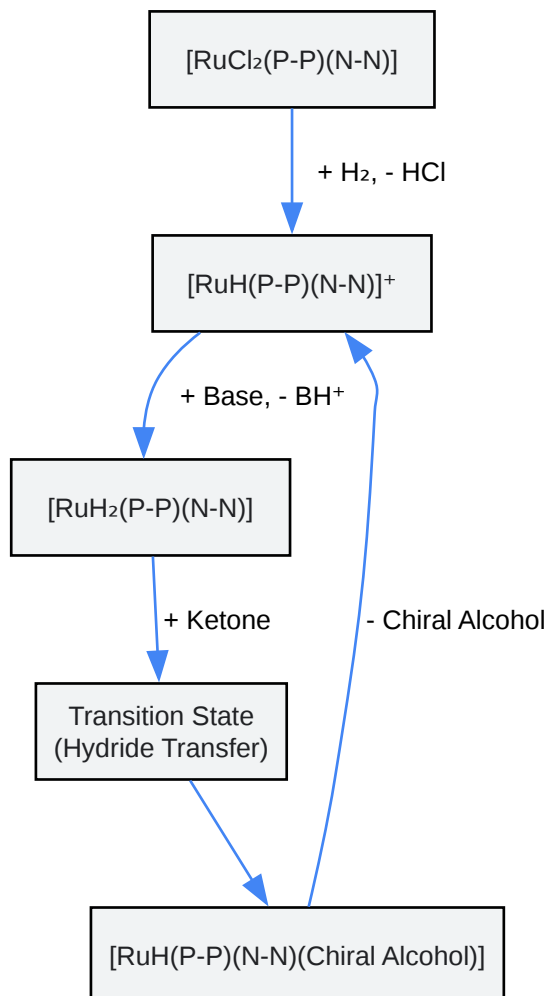 [RuCl₂(P-P)(N-N)]
+ H₂, - HCl
[RuH(P-P)(N-N)]⁺
+ Base, - BH⁺
[RuH₂(P-P)(N-N)]
+ Ketone
- Chiral Alcohol
Transition State
(Hydride Transfer)
[RuH(P-P)(N-N)(Chiral Alcohol)]